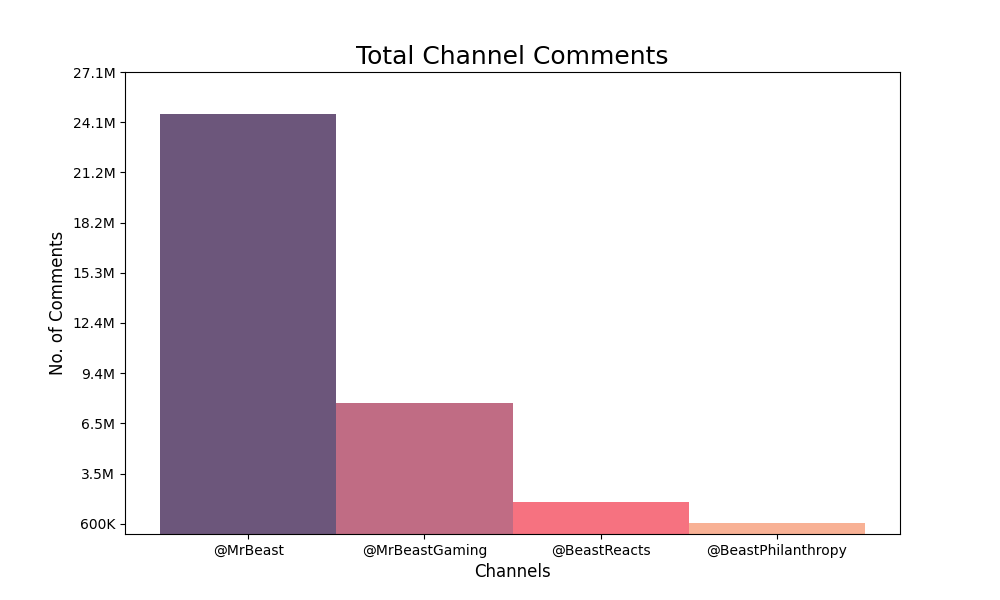 Total Channel Comments
27.1M
24.1M
21.2M
18.2M
15.3M
12.4M
9.4M
6.5M
3.5M
600K
No. of Comments
@MrBeast
@MrBeastGaming
@BeastReacts
@BeastPhilanthropy
Channels